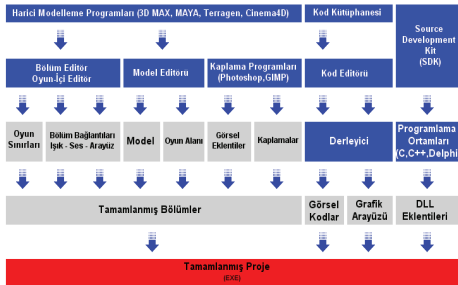 Harici Modelleme Programları (3D MAX, MAYA, Terragen, Cinema4D)
Kod Kütüphanesi
Source
Development
Kit
(SDK)
Bölüm Editör
Oyun-İçi Editör
Model Editörü
Kaplama Programları
(Photoshop,GIMP)
Kod Editörü
Oyun
Sınırları
Bölüm Bağlantıları
Işık - Ses - Arayüz
Model
Oyun Alanı
Görsel
Eklentiler
Kaplamalar
Derleyici
Programlama
Ortamları
(C,C++,Delphi)
Tamamlanmış Bölümler
Görsel
Kodlar
Grafik
Arayüzü
DLL
Eklentileri
Tamamlanmış Proje
(EXE)